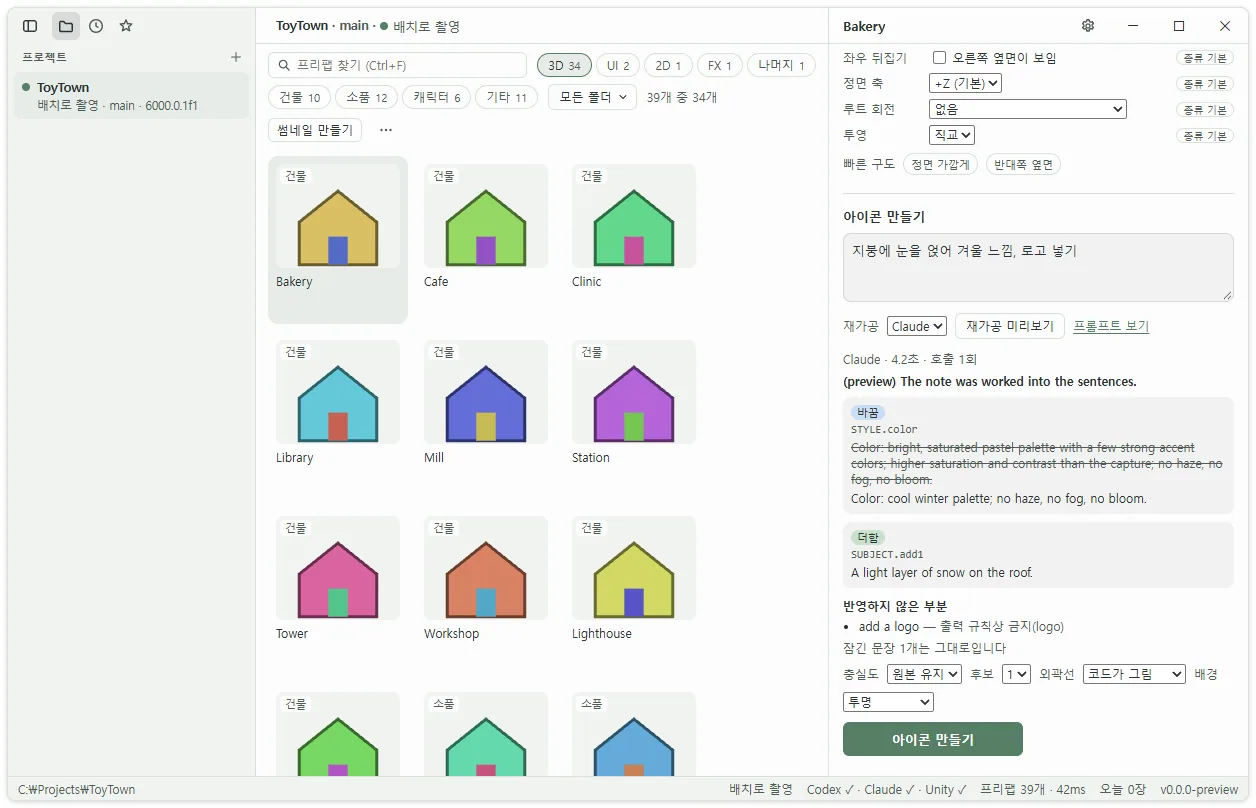 ToyTown · main · 배치로 촬영
Bakery
프로젝트
ToyTown
배치로 촬영 · main · 6000.0.1f1
프리팹 찾기 (Ctrl+F)
3D 34
UI 2
2D 1
FX 1
나머지 1
건물 10
소품 12
캐릭터 6
기타 11
모든 폴더
39개 중 34개
썸네일 만들기
건물
Bakery
건물
Cafe
건물
Clinic
건물
Library
건물
Mill
건물
Station
건물
Tower
건물
Workshop
건물
Lighthouse
건물
소품
소품
좌우 뒤집기
오른쪽 옆면이 보임
종류 기본
정면 축
+Z (기본)
종류 기본
루트 회전
없음
종류 기본
투영
직교
종류 기본
빠른 구도
정면 가깝게
반대쪽 옆면
아이콘 만들기
지붕에 눈을 얹어 겨울 느낌, 로고 넣기
재가공
Claude
재가공 미리보기
프롬프트 보기
Claude · 4.2초 · 호출 1회
(preview) The note was worked into the sentences.
바꿈
STYLE.color
Color: bright, saturated pastel palette with a few strong accent
colors; higher saturation and contrast than the capture; no haze, no
fog, no bloom.
Color: cool winter palette; no haze, no fog, no bloom.
더함
SUBJECT.add1
A light layer of snow on the roof.
반영하지 않은 부분
• add a logo — 출력 규칙상 금지(logo)
잠긴 문장 1개는 그대로입니다
충실도
원본 유지
후보
1
외곽선
코드가 그림
배경
투명
아이콘 만들기
C:₩Projects₩ToyTown
배치로 촬영
Codex ✓ · Claude ✓ · Unity ✓
프리팹 39개 · 42ms
오늘 0장
v0.0.0-preview